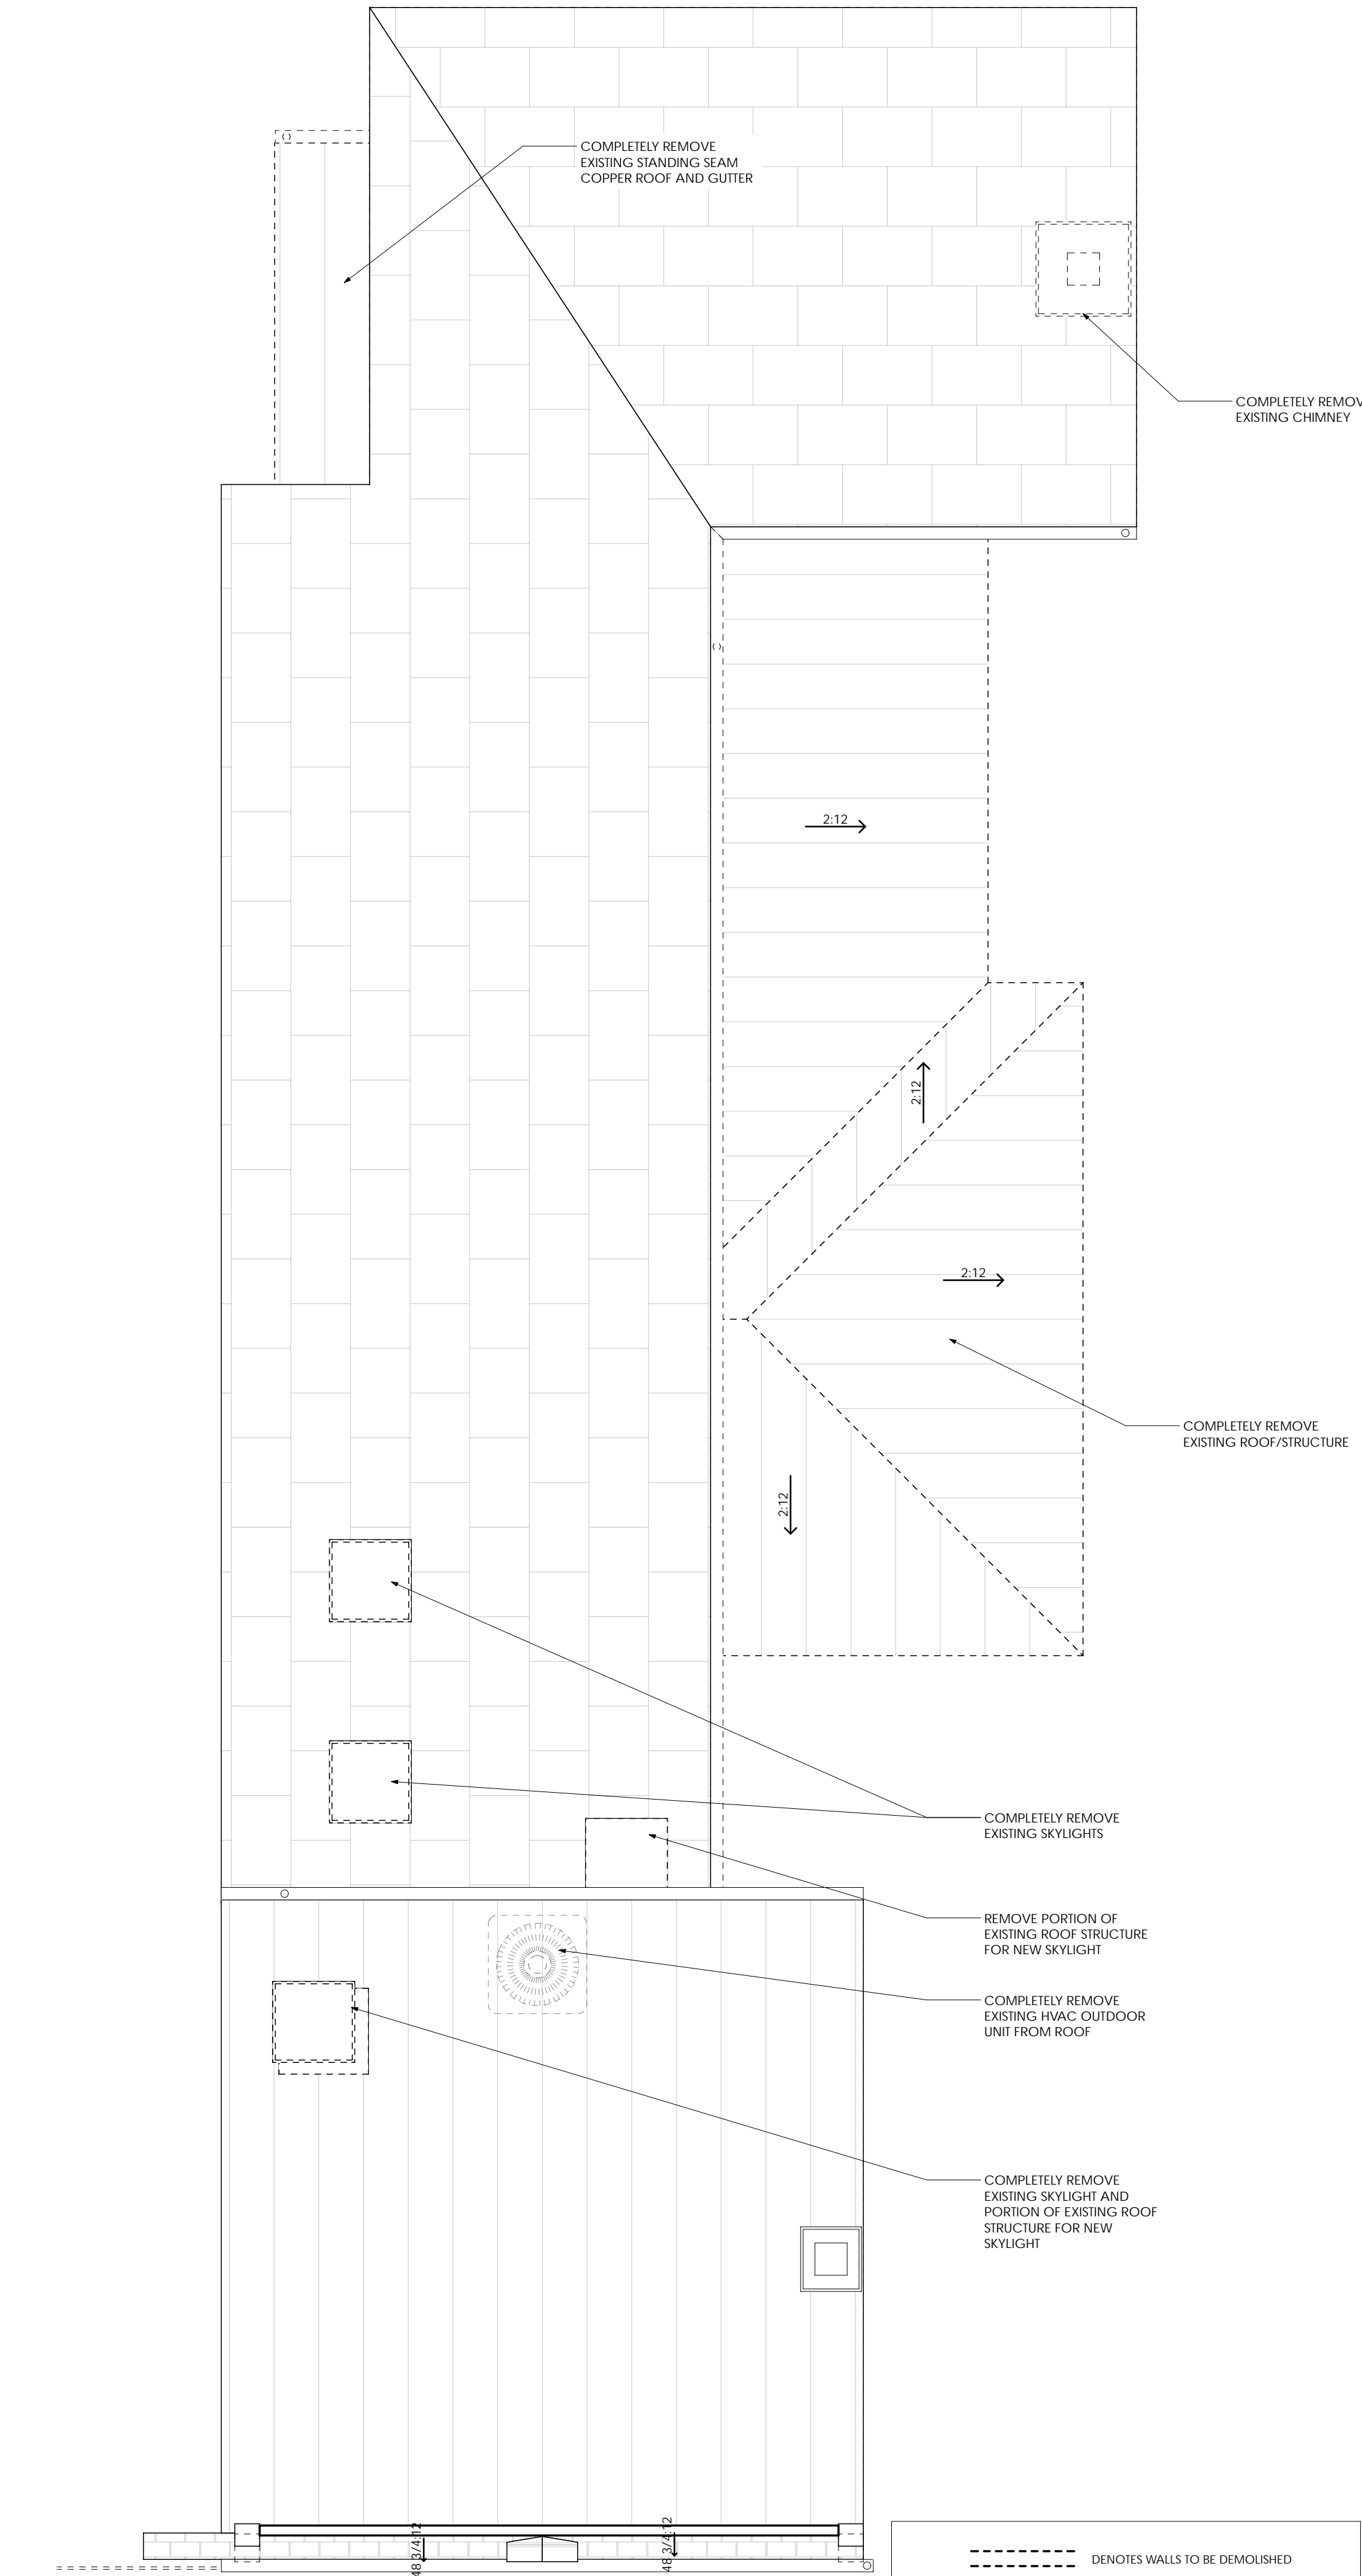 COMPLETELY REMOVE
EXISTING STANDING SEAM
COPPER ROOF AND GUTTER
COMPLETELY REMOV
EXISTING CHIMNEY
2:12
2:12
2:12
COMPLETELY REMOVE
EXISTING ROOF/STRUCTURE
2:12
COMPLETELY REMOVE
EXISTING SKYLIGHTS
REMOVE PORTION OF
EXISTING ROOF STRUCTURE
FOR NEW SKYLIGHT
COMPLETELY REMOVE
EXISTING HVAC OUTDOOR
UNIT FROM ROOF
COMPLETELY REMOVE
EXISTING SKYLIGHT AND
PORTION OF EXISTING ROOF
STRUCTURE FOR NEW
SKYLIGHT
48 3/4:12
48 3/4:12
DENOTES WALLS TO BE DEMOLISHED